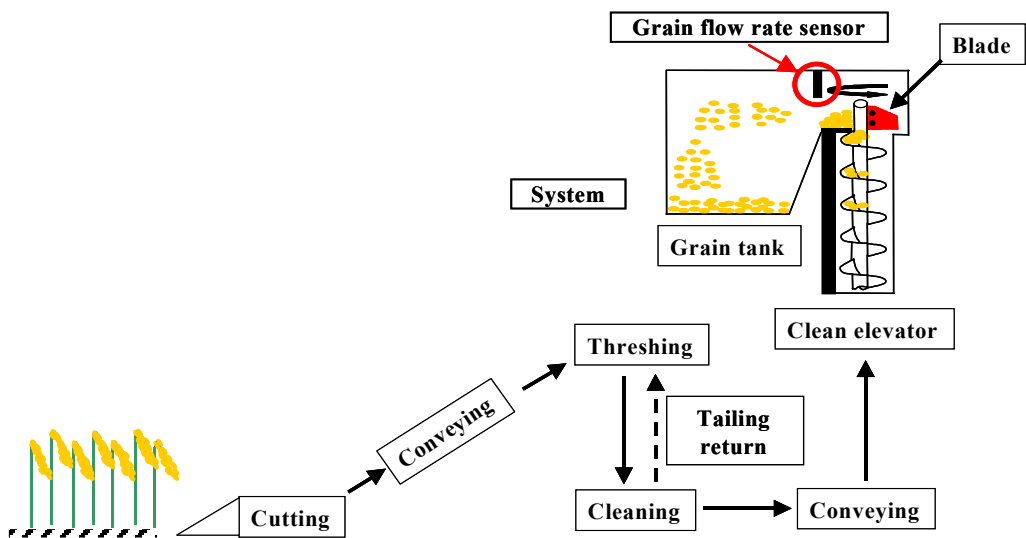 Grain flow rate sensor
Blade
System
Grain tank
Clean elevator
Threshing
Conveying
Tailing
return
Cutting
Cleaning
Conveying